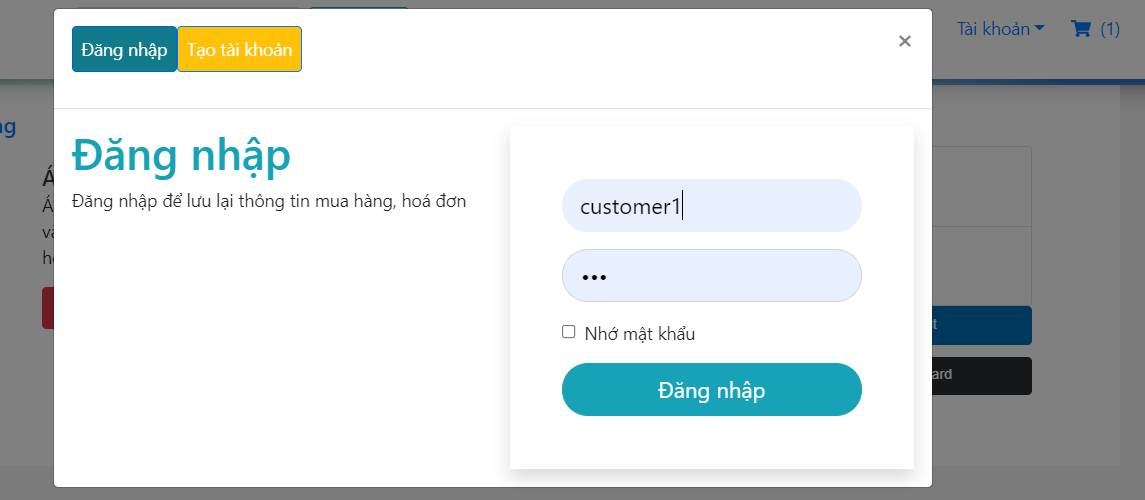 Đăng nhập
Tạo tài khoản
×
Tài khoản
(1)
Đăng nhập
Đăng nhập để lưu lại thông tin mua hàng, hoá đơn
customer1
•••
Nhớ mật khẩu
Đăng nhập